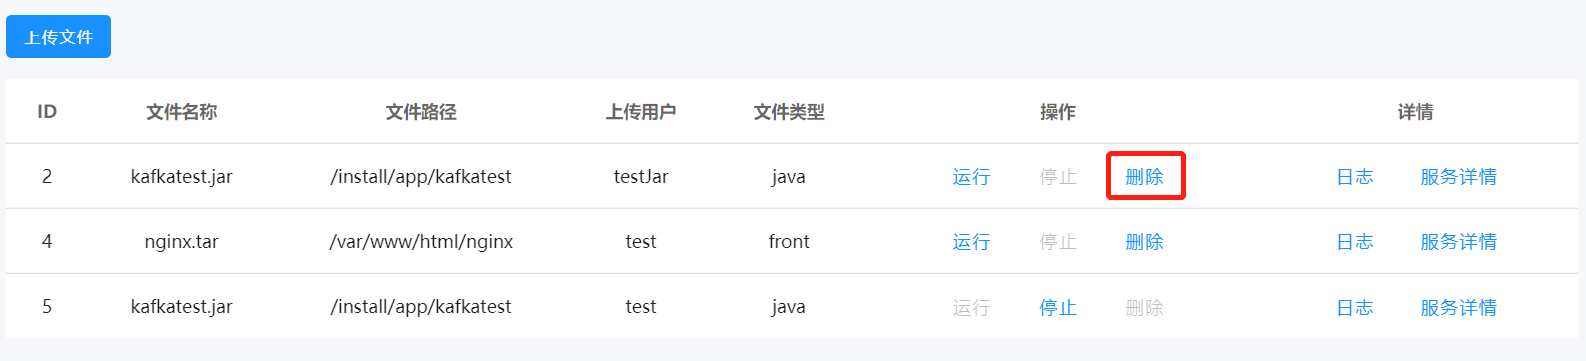 上传文件
ID 文件名称 文件路径 上传用户 文件类型 操作 详情
2 kafkatest.jar /install/app/kafkatest testJar java 运行 停止 删除 日志 服务详情
4 nginx.tar /var/www/html/nginx test front 运行 停止 删除 日志 服务详情
5 kafkatest.jar /install/app/kafkatest test java 运行 停止 删除 日志 服务详情